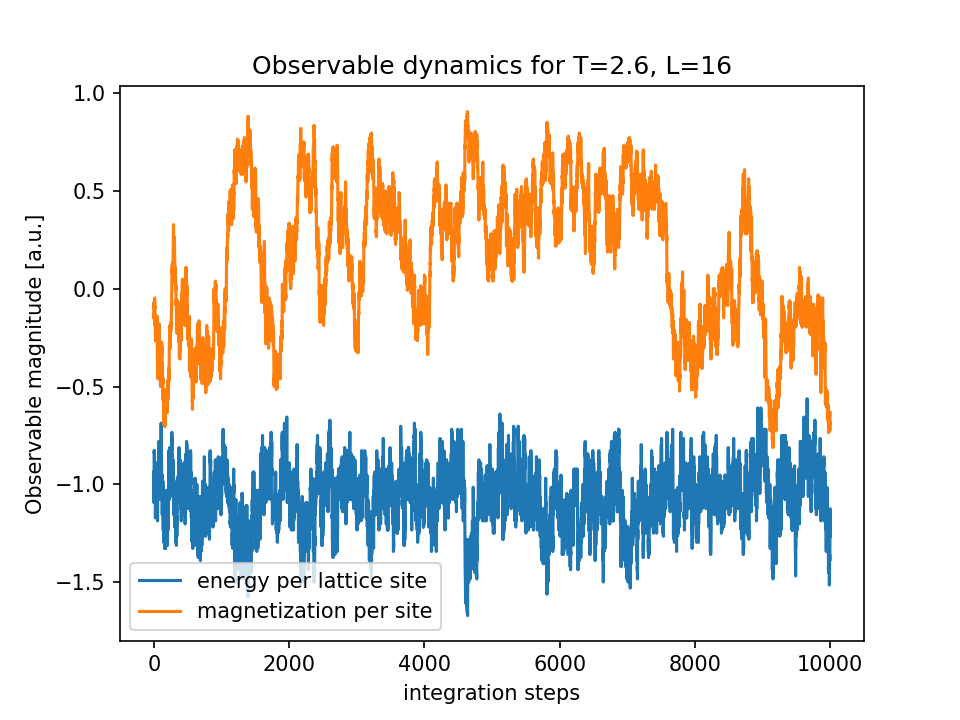 Observable dynamics for T=2.6, L=16
Observable magnitude [a.u.]
1.0
0.5
0.0
−0.5
−1.0
−1.5
energy per lattice site
magnetization per site
0 2000 4000 6000 8000 10000
integration steps